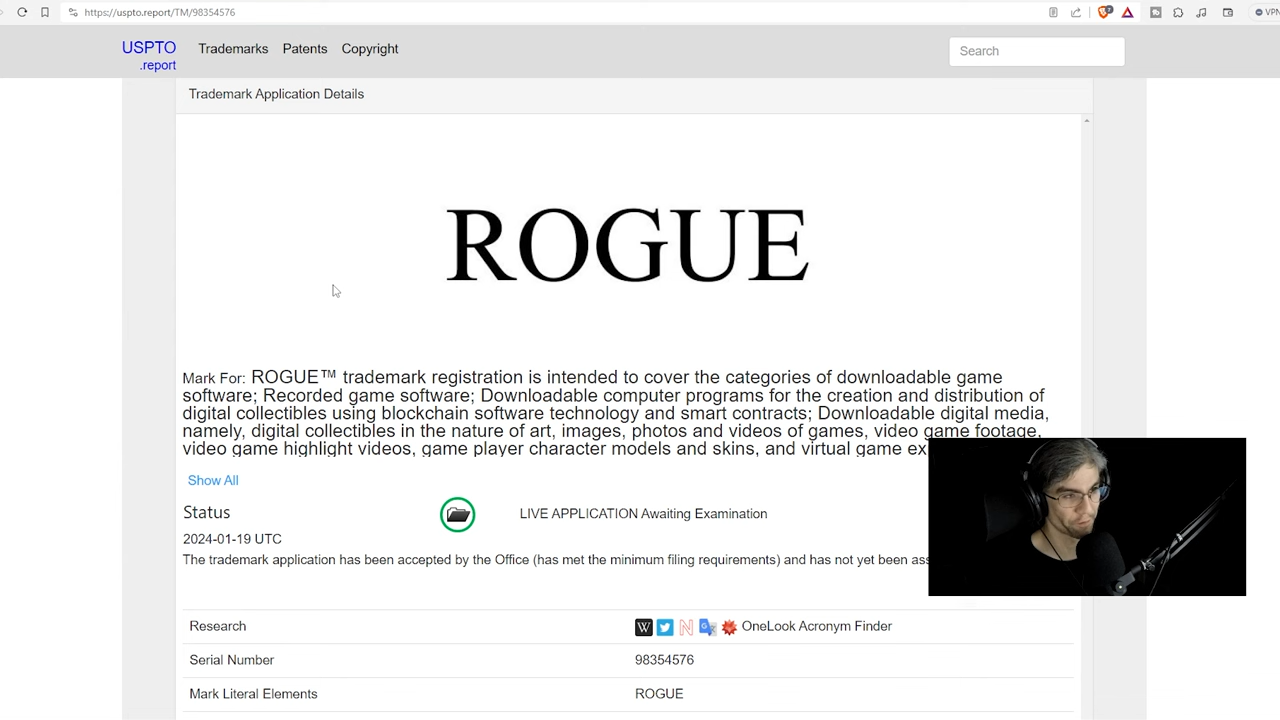 https://uspto.report/TM/98354576
VPN
USPTO
.report
Trademarks Patents Copyright
Search
Trademark Application Details
ROGUE
Mark For: ROGUE™ trademark registration is intended to cover the categories of downloadable game
software; Recorded game software; Downloadable computer programs for the creation and distribution of
digital collectibles using blockchain software technology and smart contracts; Downloadable digital media,
namely, digital collectibles in the nature of art, images, photos and videos of games, video game footage,
video game highlight videos, game player character models and skins, and virtual game ex
Show All
Status
LIVE APPLICATION Awaiting Examination
2024-01-19 UTC
The trademark application has been accepted by the Office (has met the minimum filing requirements) and has not yet been ass
Research
W
N
OneLook Acronym Finder
Serial Number
98354576
Mark Literal Elements
ROGUE